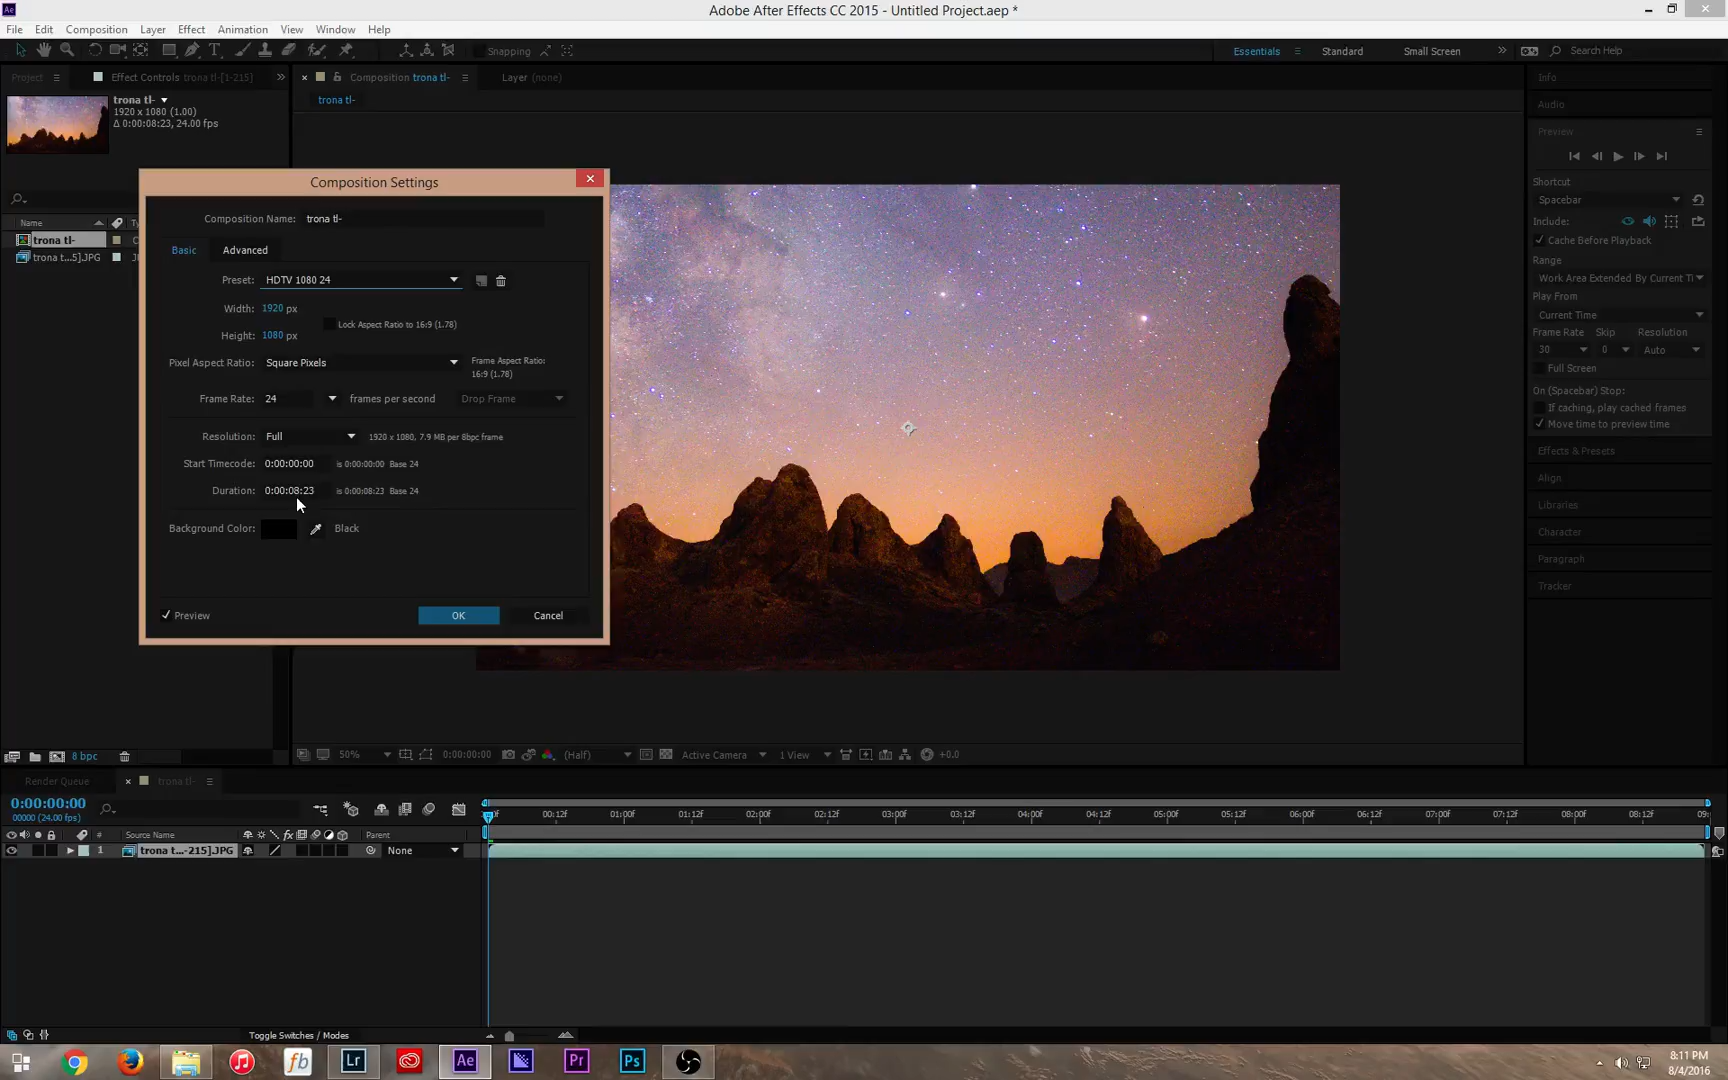 Adobe After Effects CC 2015 - Untitled Project.aep *
File Edit Composition Layer Effect Animation View Window Help
Snapping
Essentials Standard Small Screen Search Help
Project Effect Controls trona tl-[1-215]
Composition trona tl- Layer (none)
Info
trona tl-
1920 x 1080 (1.00)
Δ 0:00:08:23, 24.00 fps
trona tl-
Audio
Preview
Shortcut
Spacebar
Include:
Cache Before Playback
Range
Work Area Extended By Current Ti
Play From
Current Time
Frame Rate Skip Resolution
30 0 Auto
Full Screen
On (Spacebar) Stop:
If caching, play cached frames
Move time to preview time
Effects & Presets
Align
Libraries
Character
Paragraph
Tracker
Name
trona tl-
trona t...5].JPG
Composition Settings
Composition Name: trona tl-
Basic Advanced
Preset: HDTV 1080 24
Width: 1920 px
Lock Aspect Ratio to 16:9 (1.78)
Height: 1080 px
Pixel Aspect Ratio: Square Pixels
Frame Aspect Ratio:
16:9 (1.78)
Frame Rate: 24 frames per second Drop Frame
Resolution: Full 1920 x 1080, 7.9 MB per 8bpc frame
Start Timecode: 0:00:00:00 is 0:00:00:00 Base 24
Duration: 0:00:08:23 is 0:00:08:23 Base 24
Background Color: Black
Preview OK Cancel
8 bpc
50% 0:00:00:00 (Half) Active Camera 1 View +0.0
Render Queue trona tl-
0:00:00:00
00000 (24.00 fps)
00:12f 01:00f 01:12f 02:00f 02:12f 03:00f 03:12f 04:00f 04:12f 05:00f 05:12f 06:00f 06:12f 07:00f 07:12f 08:00f 08:12f 09:
# Source Name Parent
1 trona t...-215].JPG None
Toggle Switches / Modes
fb Lr Ae Pr Ps
8:11 PM
8/4/2016